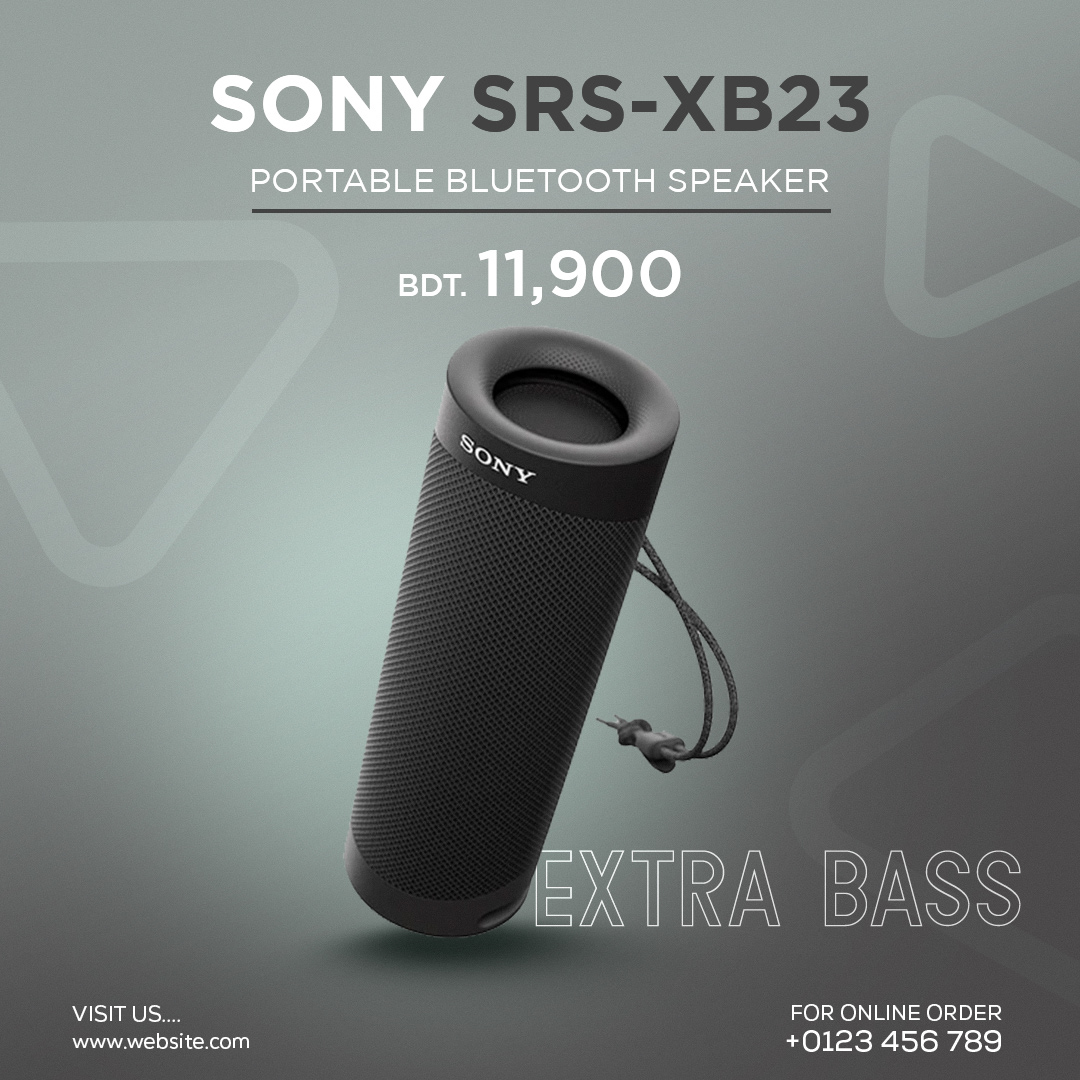 SONY SRS-XB23
PORTABLE BLUETOOTH SPEAKER
BDT. 11,900
SONY
EXTRA BASS
VISIT US....
www.website.com
FOR ONLINE ORDER
+0123 456 789